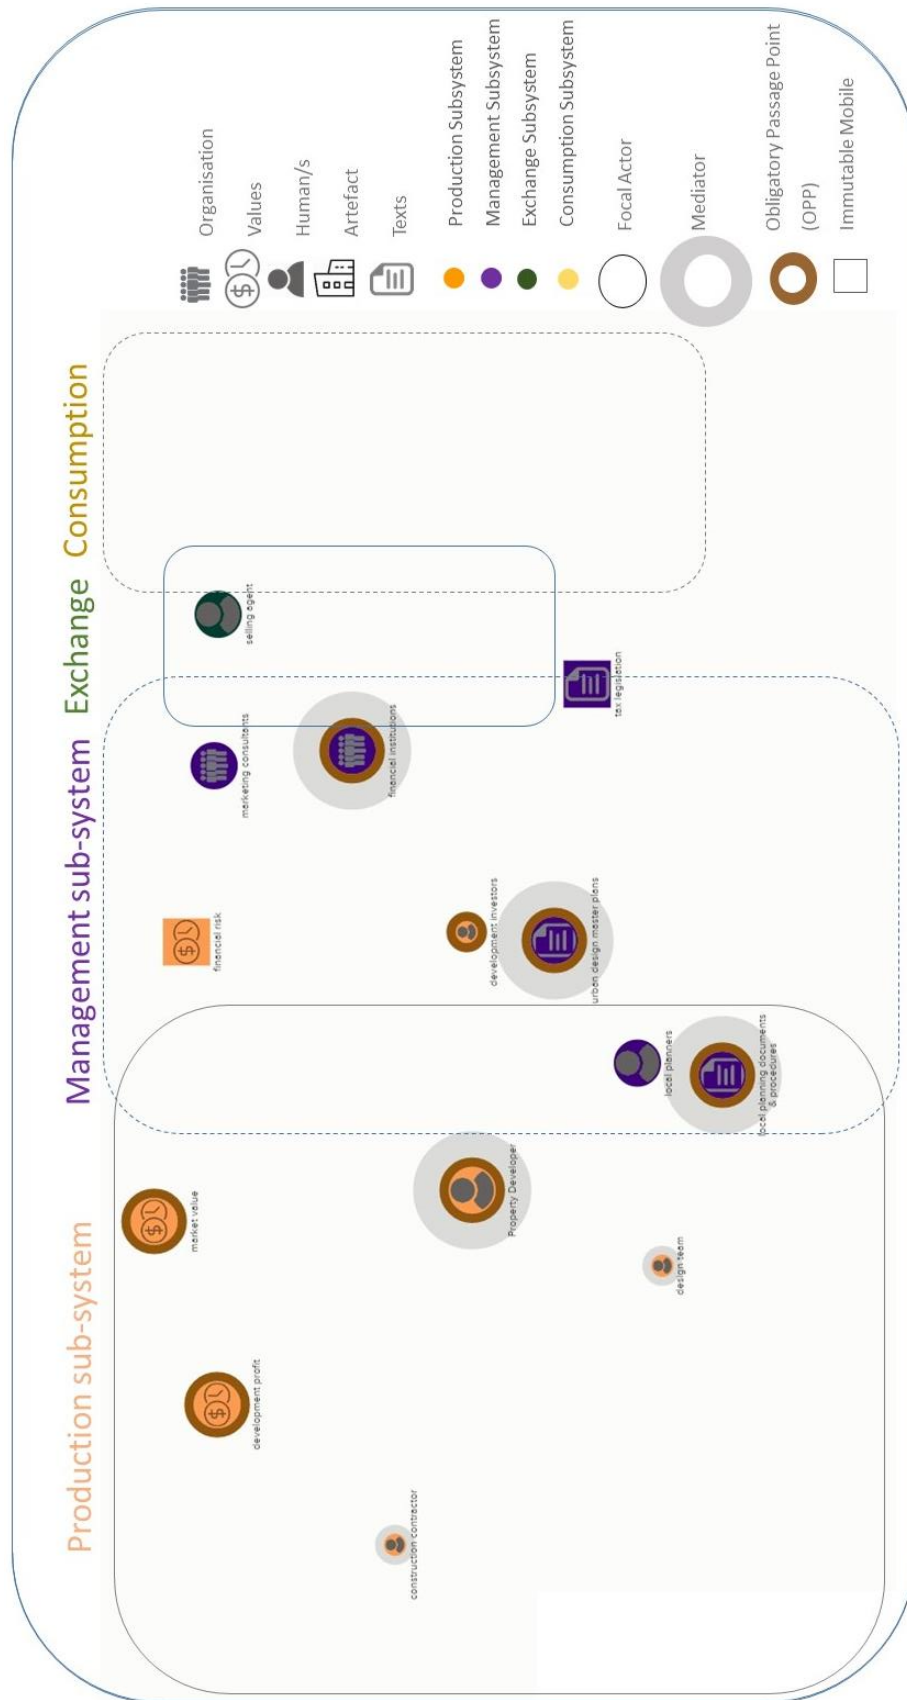 Production sub-system
Management sub-system
Exchange
Consumption
market value
development profit
construction contractor
Property Developer
design team
local planners
local planning documents
& procedures
financial risk
development investors
urban design master plans
marketing consultants
financial institutions
selling agent
tax legislation
Organisation
Values
Human/s
Artefact
Texts
Production Subsystem
Management Subsystem
Exchange Subsystem
Consumption Subsystem
Focal Actor
Mediator
Obligatory Passage Point
(OPP)
Immutable Mobile